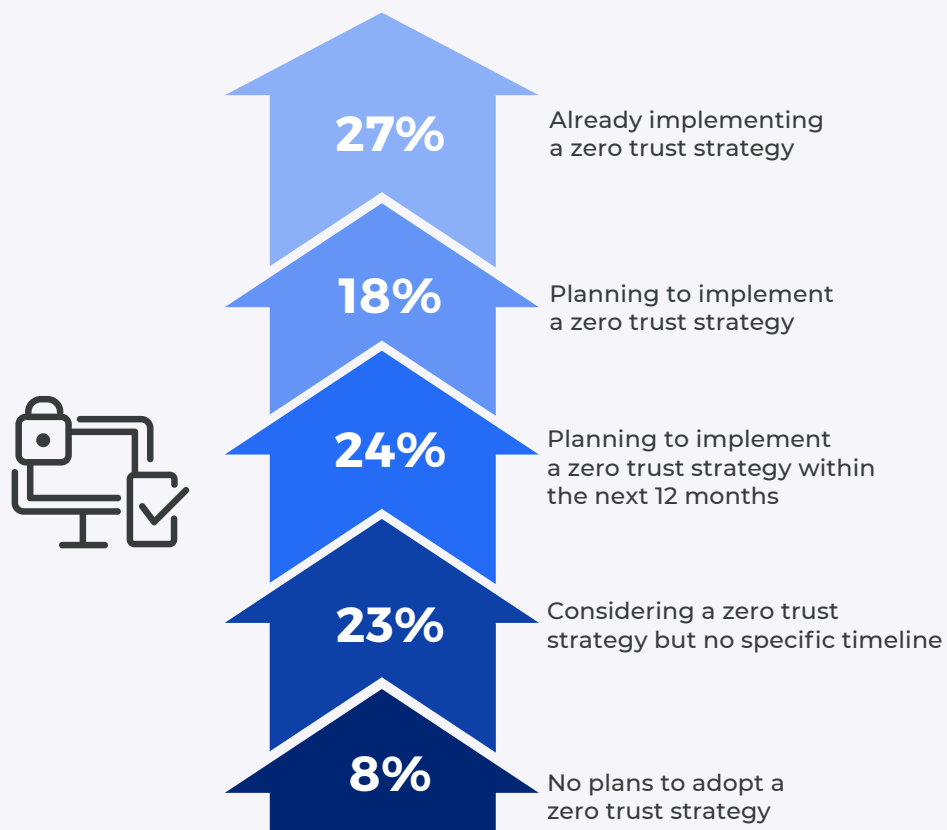 27%
Already implementing
a zero trust strategy
18%
Planning to implement
a zero trust strategy
24%
Planning to implement
a zero trust strategy within
the next 12 months
23%
Considering a zero trust
strategy but no specific timeline
8%
No plans to adopt a
zero trust strategy